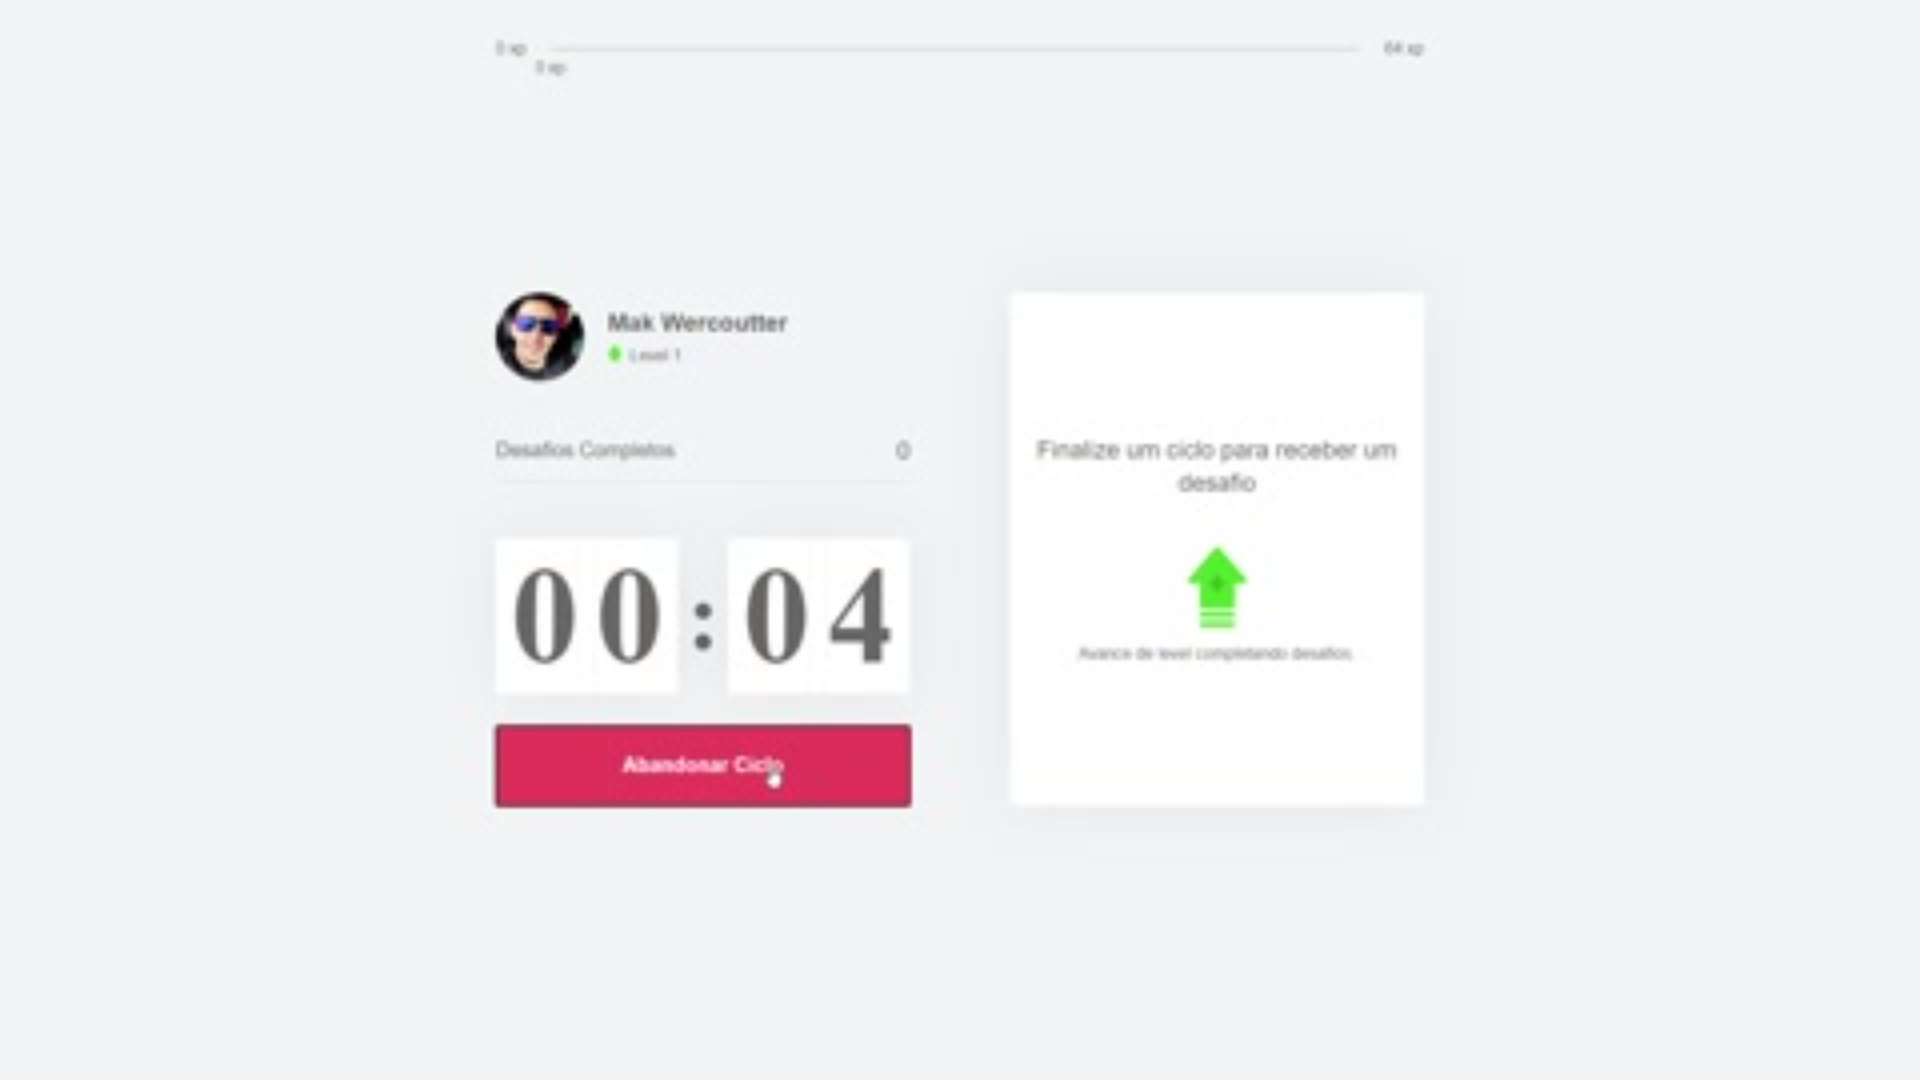 0 xp
64 xp
0 xp
Mak Wercoutter
Level 1
Desafios Completos 0
00:04
Abandonar Ciclo
Finalize um ciclo para receber um
desafio
Avance de level completando desafios.